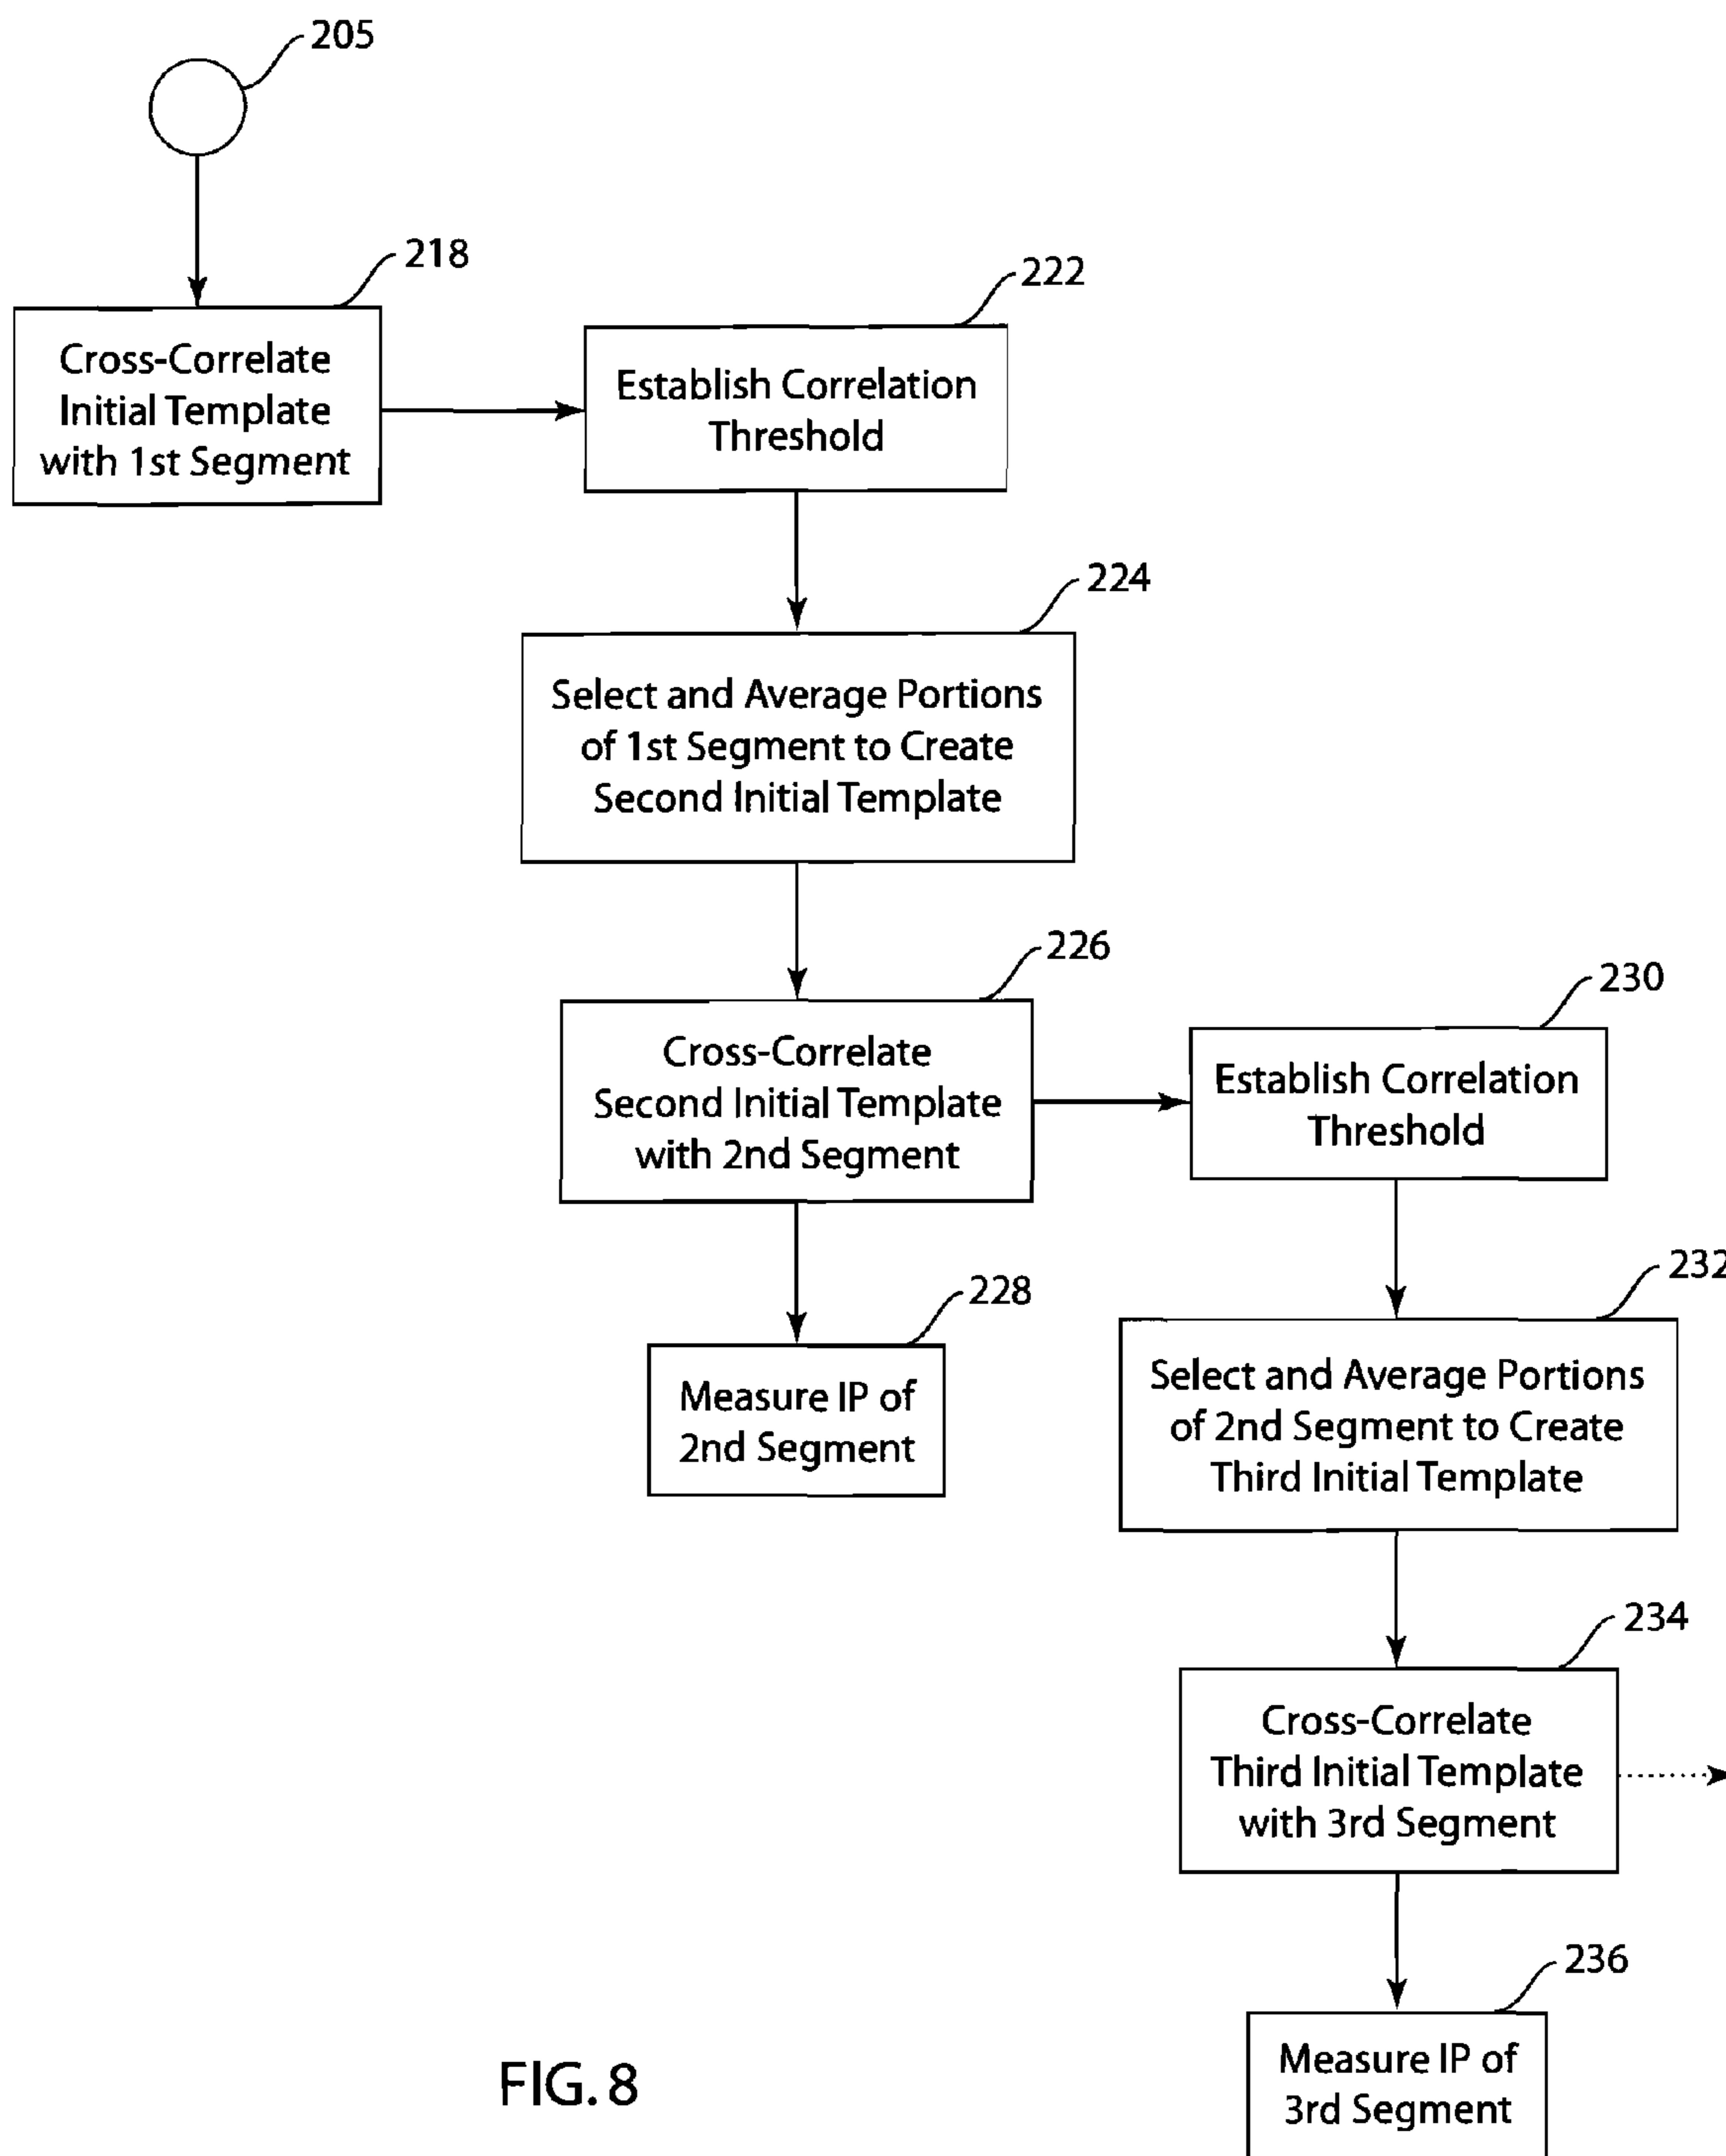 205
218
Cross-Correlate
Initial Template
with 1st Segment
222
Establish Correlation
Threshold
224
Select and Average Portions
of 1st Segment to Create
Second Initial Template
226
Cross-Correlate
Second Initial Template
with 2nd Segment
230
Establish Correlation
Threshold
228
Measure IP of
2nd Segment
232
Select and Average Portions
of 2nd Segment to Create
Third Initial Template
234
Cross-Correlate
Third Initial Template
with 3rd Segment
236
Measure IP of
3rd Segment
FIG. 8